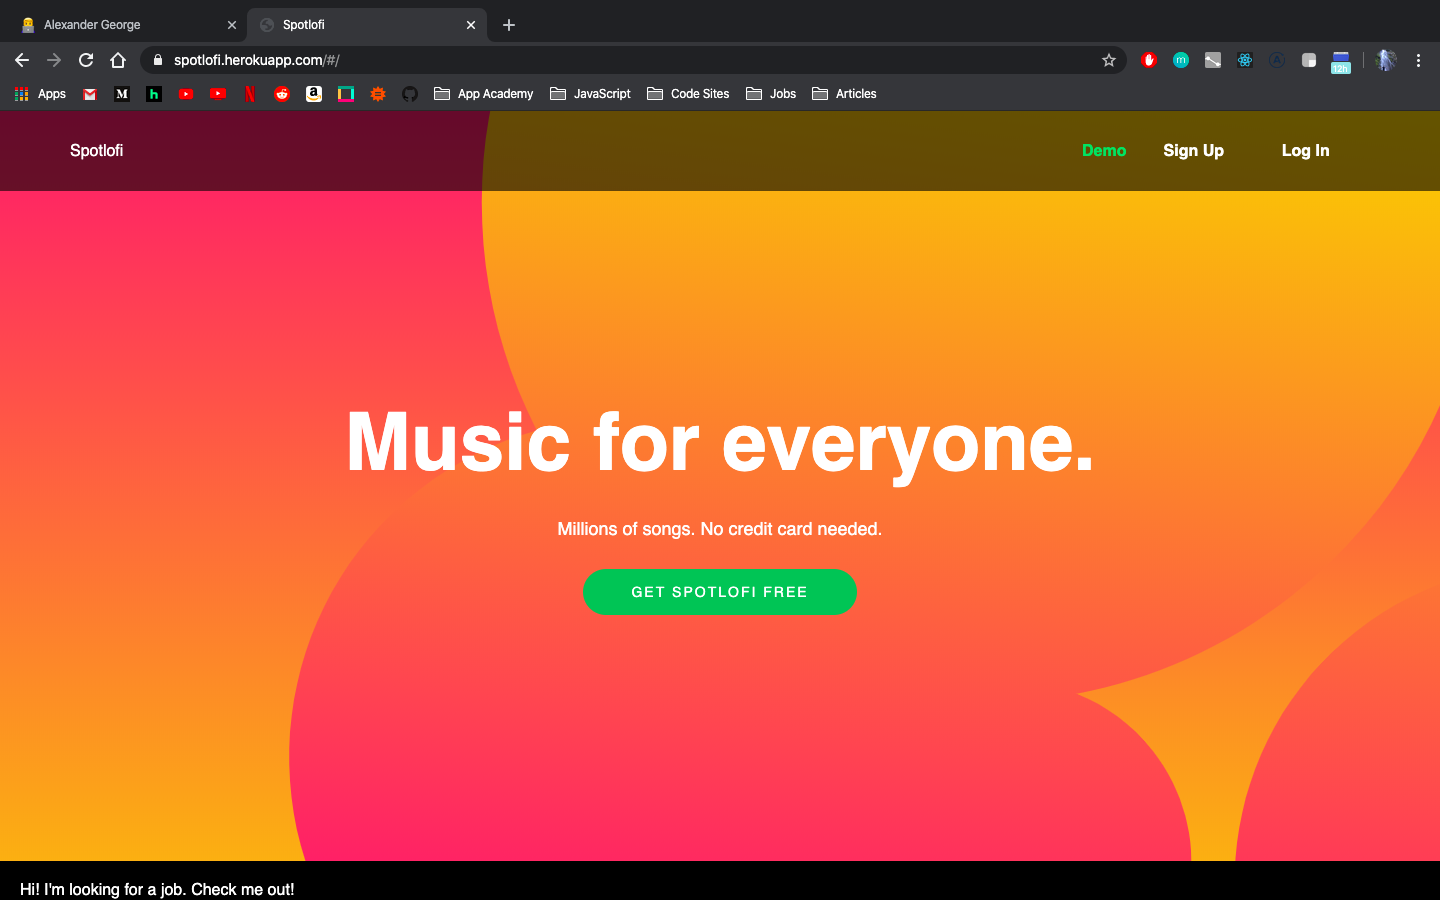 Alexander George
Spotlofi
spotlofi.herokuapp.com/#/
12h
Apps
M
h
a
App Academy
JavaScript
Code Sites
Jobs
Articles
Spotlofi
Demo
Sign Up
Log In
Music for everyone.
Millions of songs. No credit card needed.
GET SPOTLOFI FREE
Hi! I'm looking for a job. Check me out!